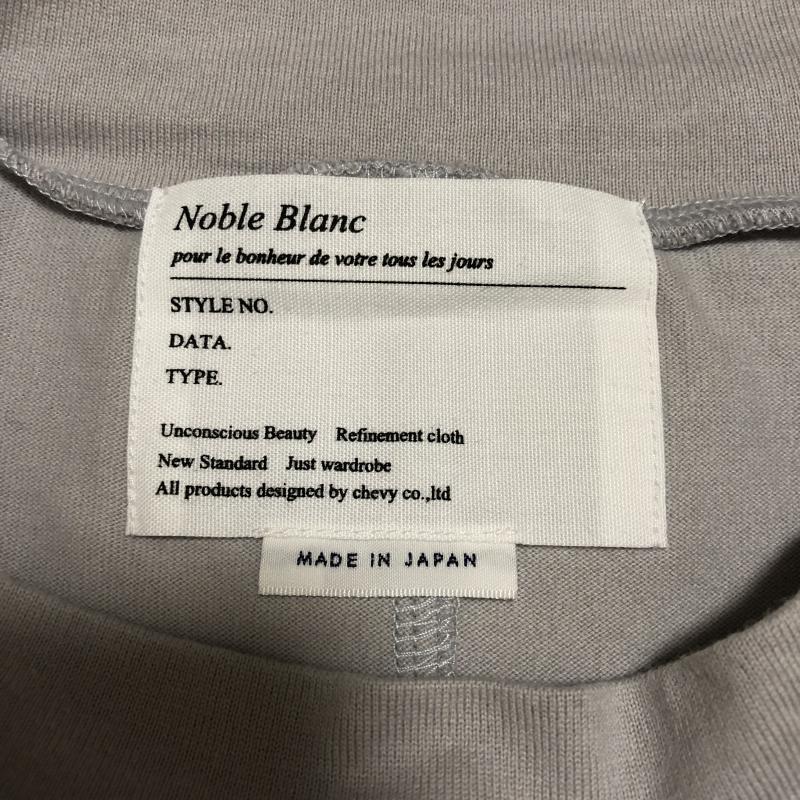 Noble Blanc
pour le bonheur de votre tous les jours
STYLE NO.
DATA.
TYPE.
Unconscious Beauty Refinement cloth
New Standard Just wardrobe
All products designed by chevy co.,ltd
MADE IN JAPAN